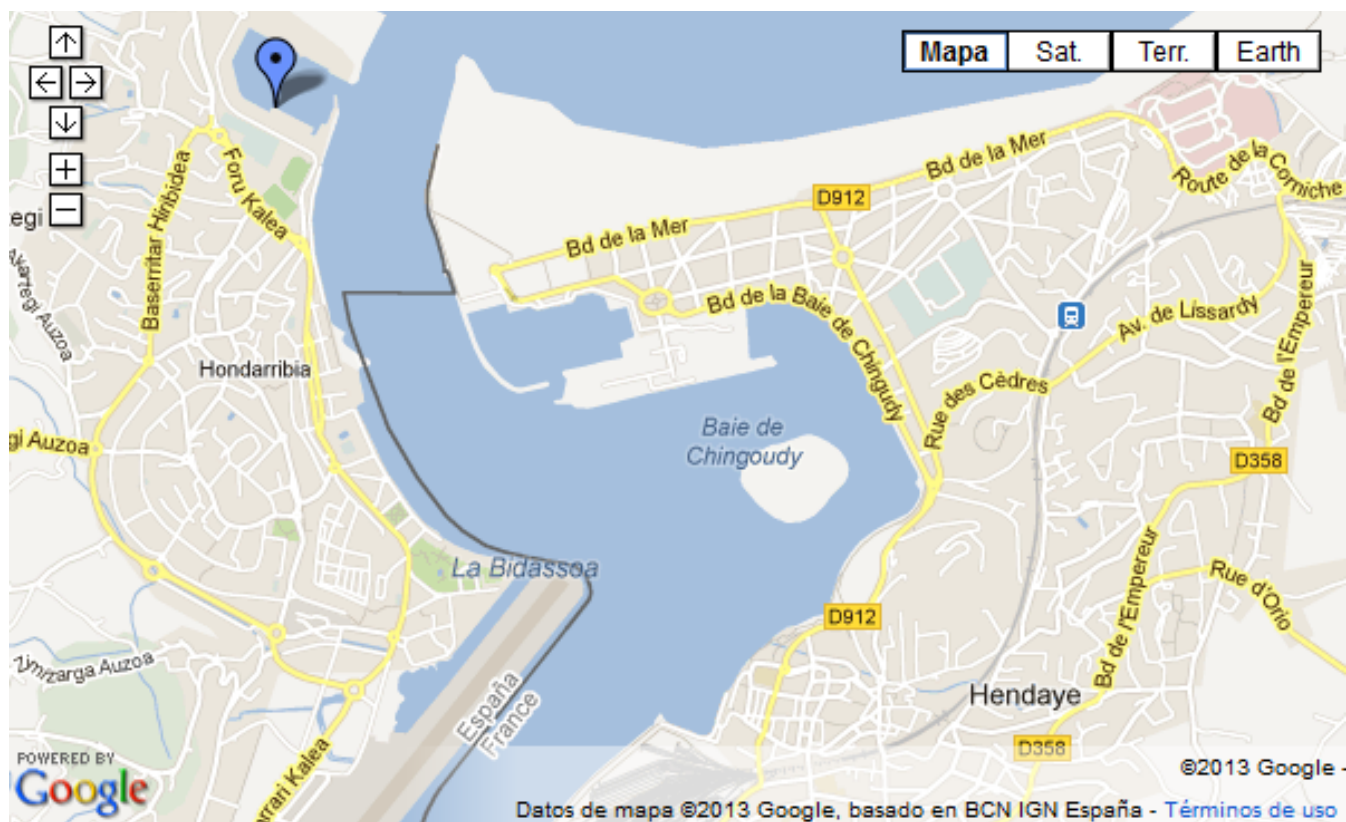 Mapa
Sat.
Terr.
Earth
Bd de la Mer
Route de la Corniche
D912
egi
Foru Kalea
Baserritar Hiribidea
Bd de la Mer
Bd de la Baie de Chingudy
Av. de Lissardy
Bd de l'Empereur
Hondarribia
Rue des Cèdres
gi Auzoa
Baie de
Chingoudy
D358
La Bidassoa
Bd de l'Empereur
Rue d'Orio
D912
Zimizarga Auzoa
España
France
Hendaye
D358
POWERED BY
Google
rrari Kalea
©2013 Google -
Datos de mapa ©2013 Google, basado en BCN IGN España - Términos de uso